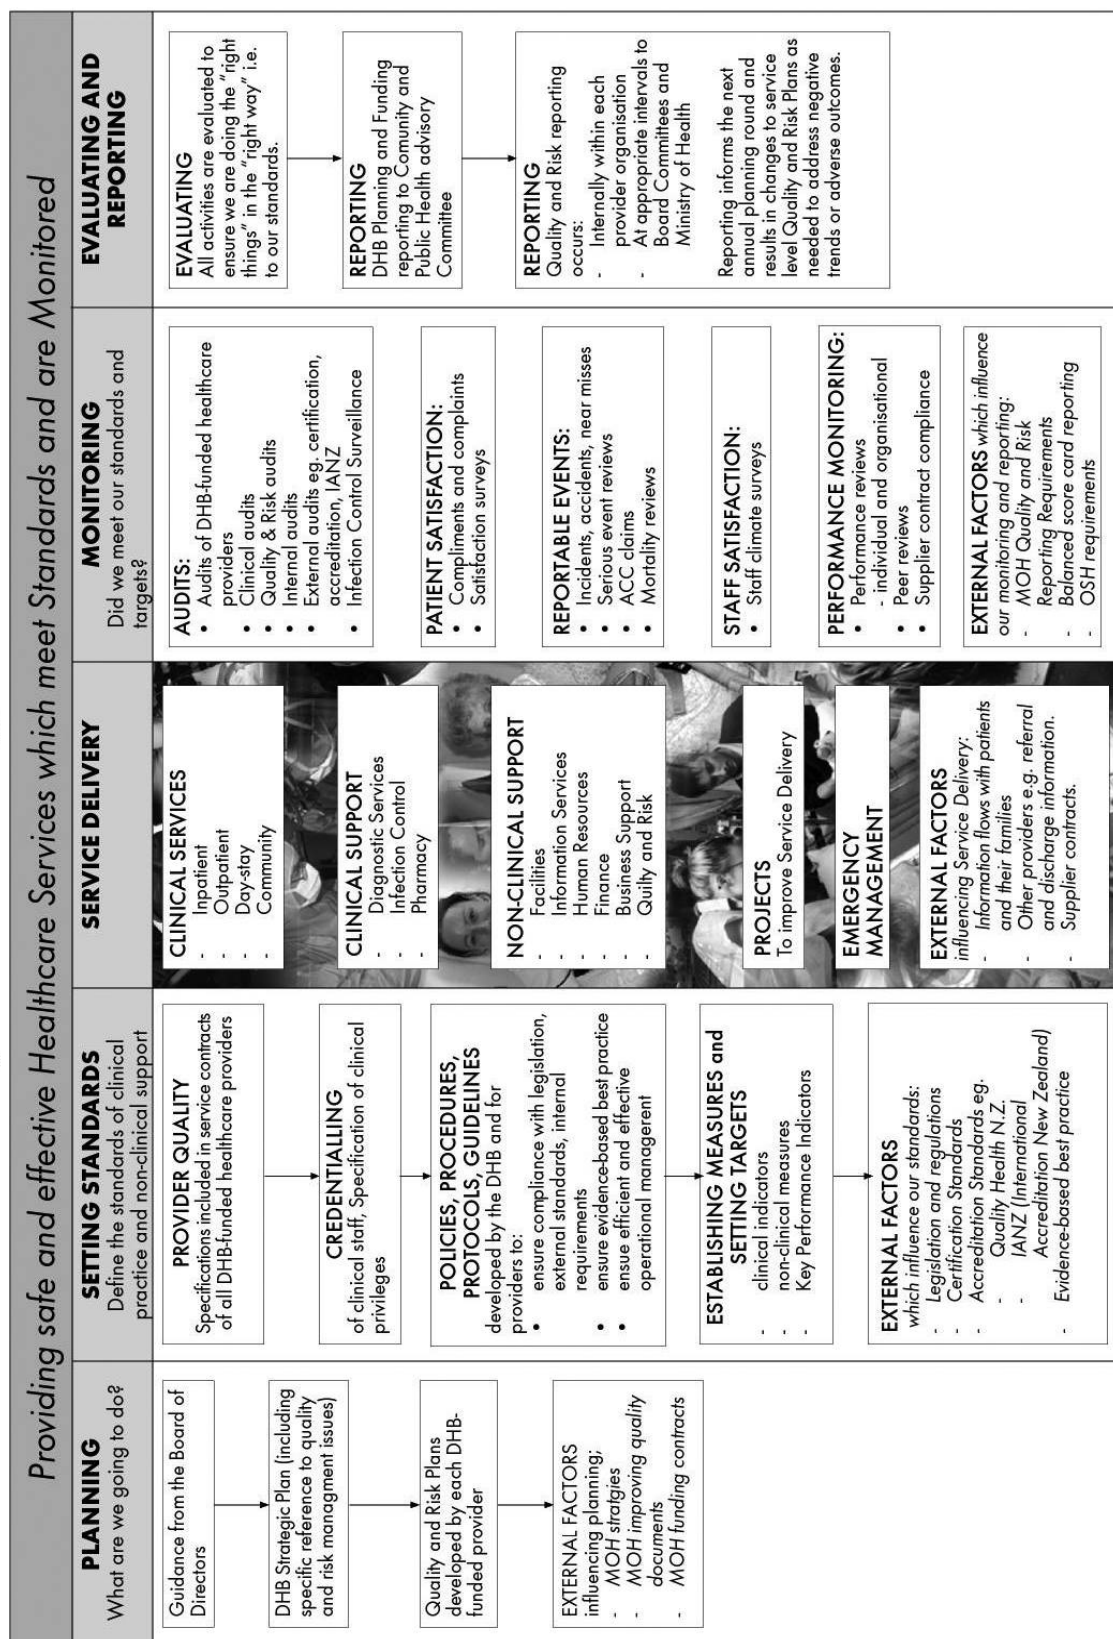 Providing safe and effective Healthcare Services which meet Standards and are Monitored
PLANNING
What are we going to do?
Guidance from the Board of
Directors
DHB Strategic Plan (including
specific reference to quality
and risk managment issues)
Quality and Risk Plans
developed by each DHB-
funded provider
EXTERNAL FACTORS
influencing planning;
- MOH stratgies
- MOH improving quality
documents
- MOH funding contracts
SETTING STANDARDS
Define the standards of clinical
practice and non-clinical support
PROVIDER QUALITY
Specifications included in service contracts
of all DHB-funded healthcare providers
CREDENTIALLING
of clinical staff, Specification of clinical
privileges
POLICIES, PROCEDURES,
PROTOCOLS, GUIDELINES
developed by the DHB and for
providers to:
• ensure compliance with legislation,
external standards, internal
requirements
• ensure evidence-based best practice
• ensure efficient and effective
operational managerent
ESTABLISHING MEASURES and
SETTING TARGETS
- clinical indicators
- non-clinical measures
- Key Performance Indicators
EXTERNAL FACTORS
which influence our standards:
- Legislation and regulations
- Certification Standards
- Accreditation Standards eg.
- Quality Health N.Z.
- IANZ (International
Accreditation New Zealand)
- Evidence-based best practice
SERVICE DELIVERY
CLINICAL SERVICES
- Inpatient
- Outpatient
- Day-stay
- Community
CLINICAL SUPPORT
- Diagnostic Services
- Infection Control
- Pharmacy
NON-CLINICAL SUPPORT
- Facilities
- Information Services
- Human Resources
- Finance
- Business Support
- Quilty and Risk
PROJECTS
To improve Service Delivery
EMERGENCY
MANAGEMENT
EXTERNAL FACTORS
influencing Service Delivery:
- Information flows with patients
and their families
- Other providers e.g. referral
and discharge information.
- Supplier contracts.
MONITORING
Did we meet our standards and
targets?
AUDITS:
• Audits of DHB-funded healthcare
providers
• Clinical audits
• Quality & Risk audits
• Internal audits
• External audits eg. certification,
accreditation, IANZ
• Infection Control Surveillance
PATIENT SATISFACTION:
• Compliments and complaints
• Satisfaction surveys
REPORTABLE EVENTS:
• Incidents, accidents, near misses
• Serious event reviews
• ACC claims
• Mortality reviews
STAFF SATISFACTION:
• Staff climate surveys
PERFORMANCE MONITORING:
• Performance reviews
- individual and organisational
• Peer reviews
• Supplier contract compliance
EXTERNAL FACTORS which influence
our monitoring and reporting:
- MOH Quality and Risk
Reporting Requirements
- Balanced score card reporting
- OSH requirements
EVALUATING AND
REPORTING
EVALUATING
All activities are evaluated to
ensure we are doing the "right
things" in the "right way" i.e.
to our standards.
REPORTING
DHB Planning and Funding
reporting to Community and
Public Health advisory
Committee
REPORTING
Quality and Risk reporting
occurs:
- Internally within each
provider organisation
- At appropriate intervals to
Board Committees and
Ministry of Health
Reporting informs the next
annual planning round and
results in changes to service
level Quality and Risk Plans as
needed to address negative
trends or adverse outcomes.